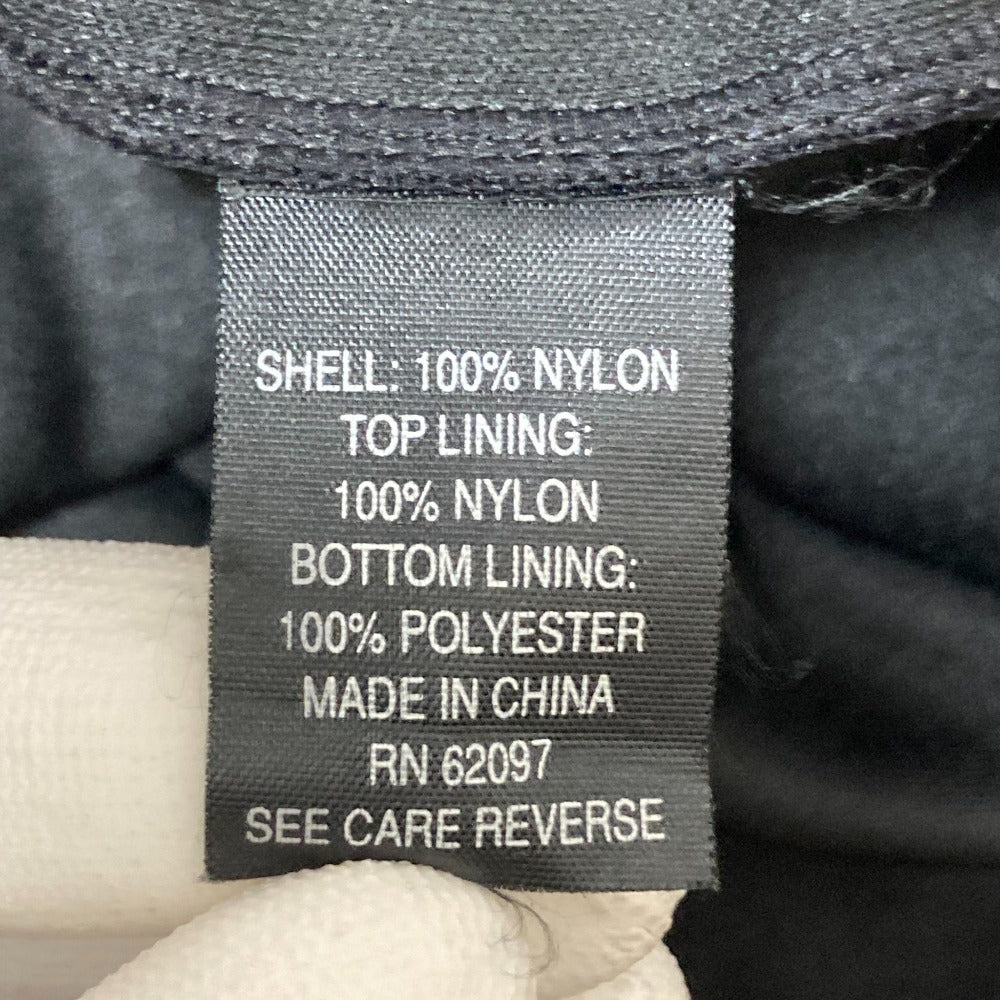 SHELL: 100% NYLON
TOP LINING:
100% NYLON
BOTTOM LINING:
100% POLYESTER
MADE IN CHINA
RN 62097
SEE CARE REVERSE